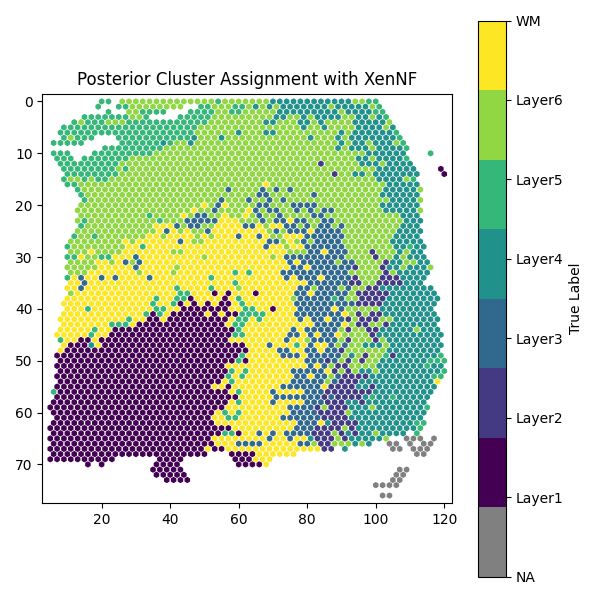 Posterior Cluster Assignment with XenNF
0
10
20
30
40
50
60
70
20
40
60
80
100
120
WM
Layer6
Layer5
Layer4
Layer3
Layer2
Layer1
NA
True Label